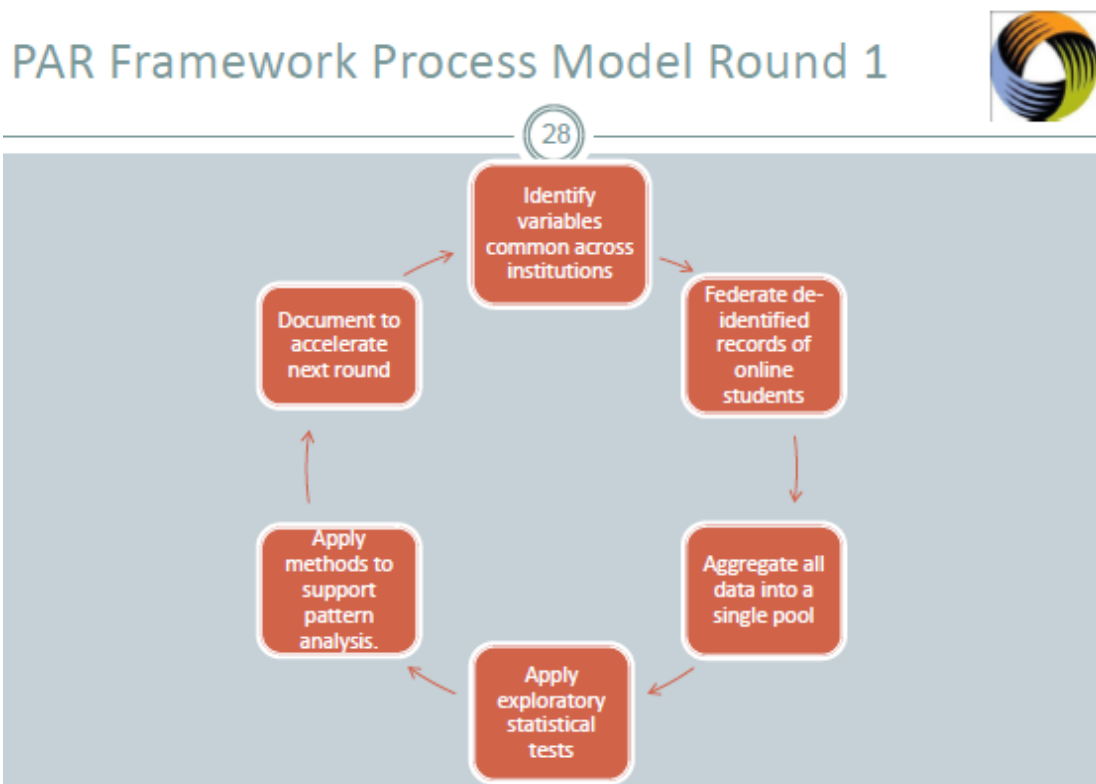 PAR Framework Process Model Round 1
28
Identify
variables
common across
institutions
Federate de-
identified
records of
online
students
Aggregate all
data into a
single pool
Apply
exploratory
statistical
tests
Apply
methods to
support
pattern
analysis.
Document to
accelerate
next round